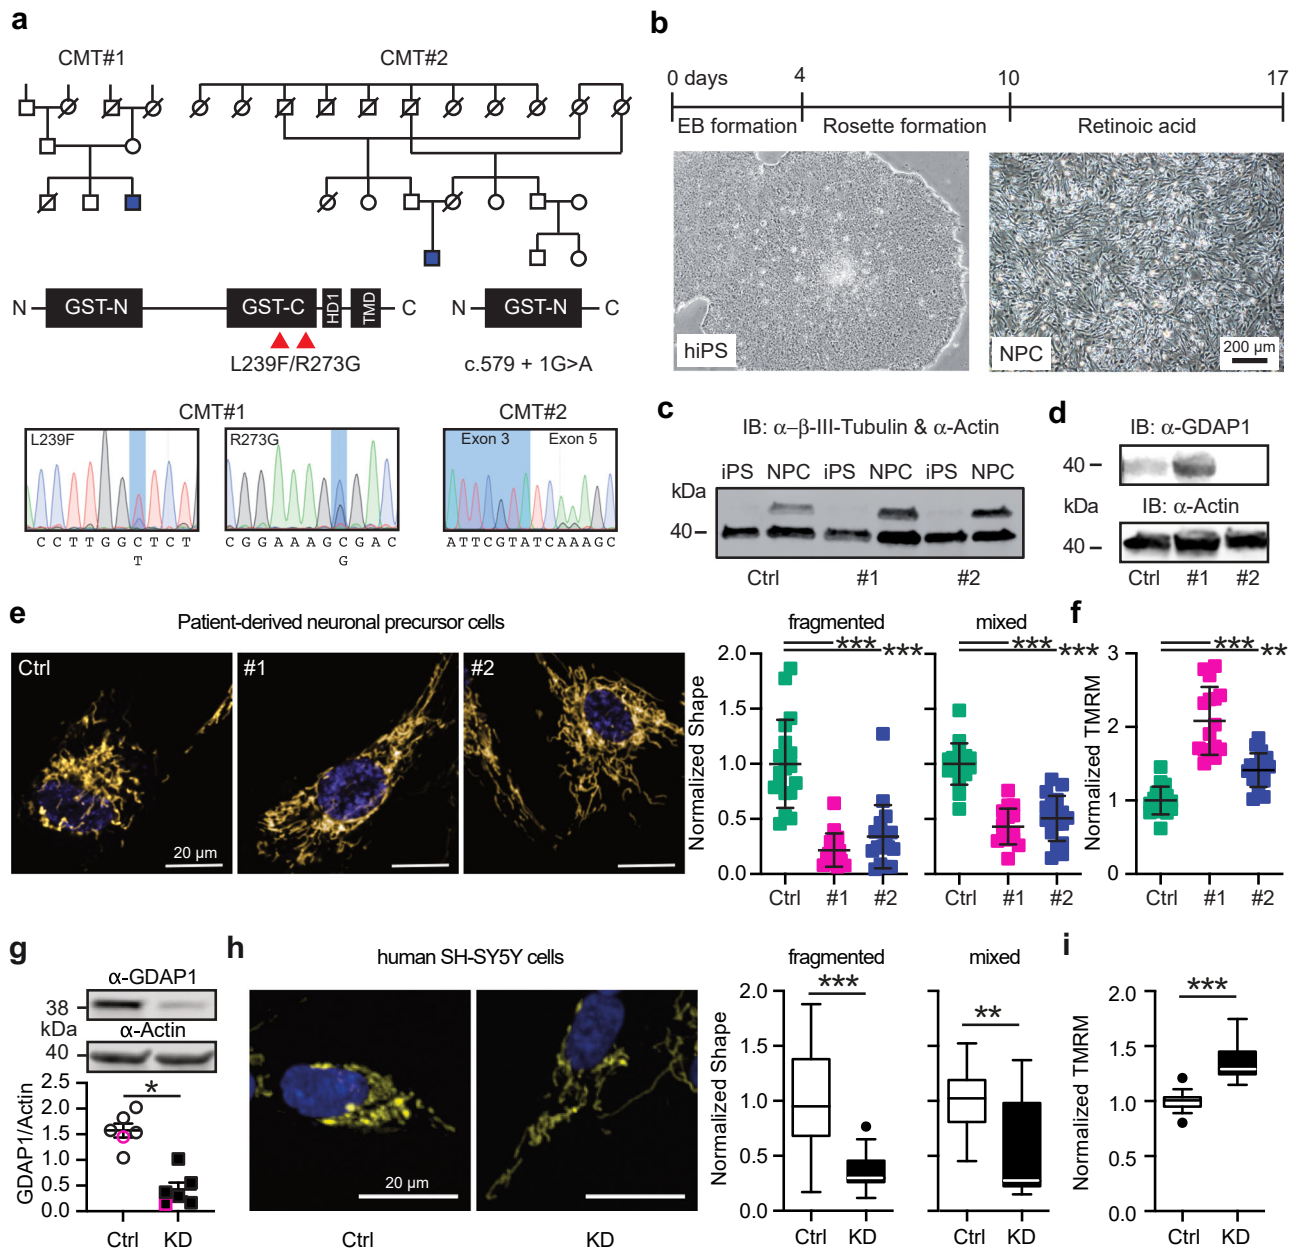 a
CMT#1
CMT#2
N
GST-N
GST-C
HD1
TMD
C
L239F/R273G
N
GST-N
C
c.579 + 1G>A
CMT#1
CMT#2
L239F
R273G
Exon 3
Exon 5
C C T T G G C T C T
T
C G G A A A G C G A C
G
A T T C G T A T C A A A G C
b
0 days
4
10
17
EB formation
Rosette formation
Retinoic acid
hiPS
NPC
200 µm
c
IB: α–β-III-Tubulin & α-Actin
iPS NPC iPS NPC iPS NPC
kDa
40
Ctrl #1 #2
d
IB: α-GDAP1
40
kDa
IB: α-Actin
40
Ctrl #1 #2
e
Patient-derived neuronal precursor cells
Ctrl
#1
#2
20 µm
fragmented
*** ***
Normalized Shape
2.0
1.5
1.0
0.5
0.0
Ctrl #1 #2
mixed
*** ***
Ctrl #1 #2
f
*** **
Normalized TMRM
3
2
1
0
Ctrl #1 #2
g
α-GDAP1
38
kDa
α-Actin
40
GDAP1/Actin
2.5
2.0
1.5
1.0
0.5
0.0
*
Ctrl KD
h
human SH-SY5Y cells
20 µm
Ctrl
KD
fragmented
***
Normalized Shape
2.0
1.5
1.0
0.5
0.0
Ctrl KD
mixed
**
Ctrl KD
i
***
Normalized TMRM
2.0
1.5
1.0
0.5
0.0
Ctrl KD